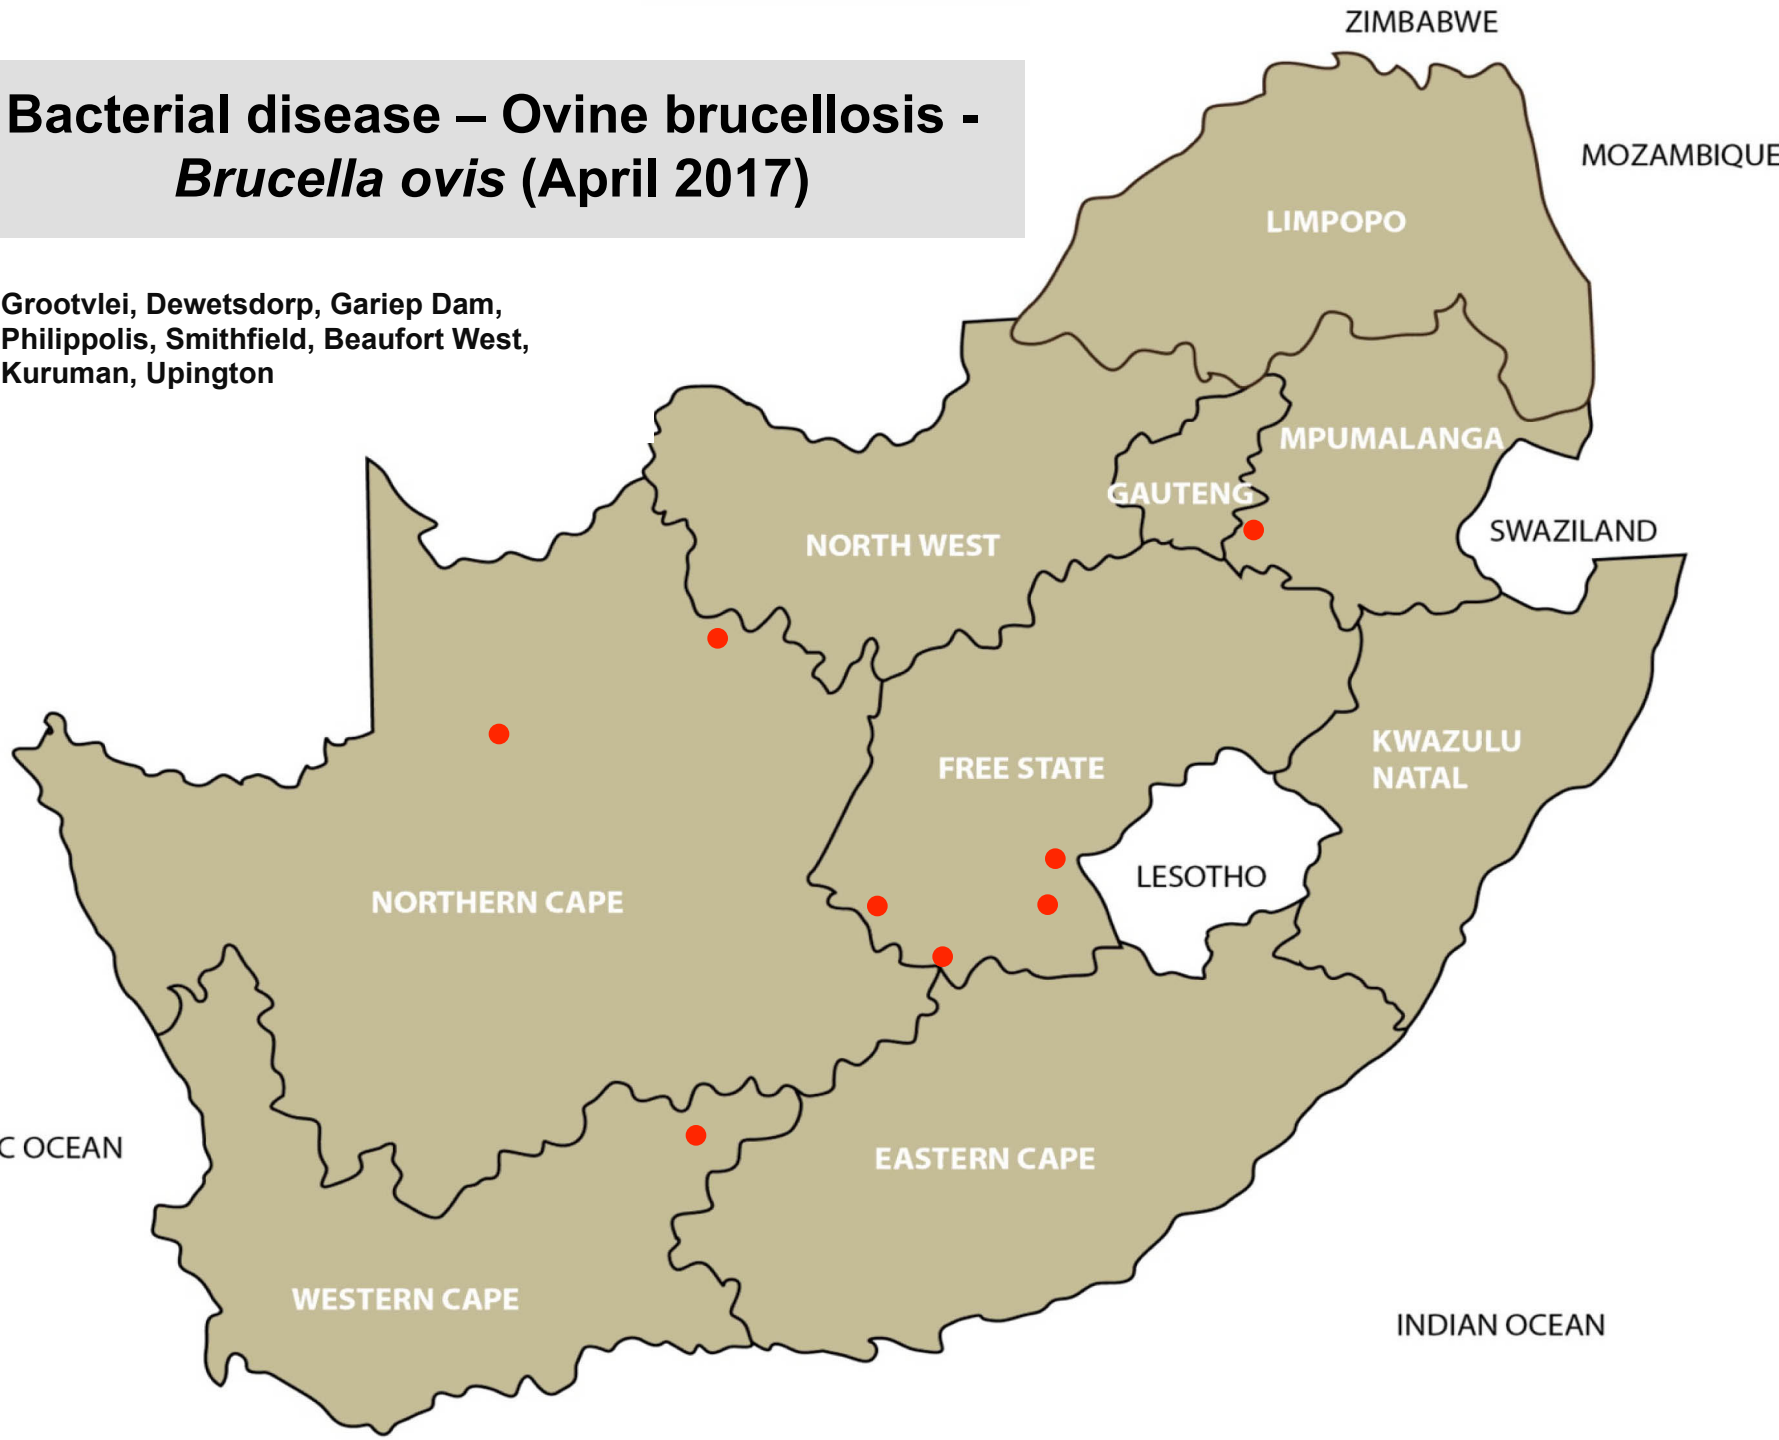 ZIMBABWE
Bacterial disease – Ovine brucellosis -
Brucella ovis (April 2017)
MOZAMBIQUE
LIMPOPO
Grootvlei, Dewetsdorp, Gariep Dam,
Philippolis, Smithfield, Beaufort West,
Kuruman, Upington
MPUMALANGA
GAUTENG
NORTH WEST
SWAZILAND
KWAZULU
NATAL
FREE STATE
LESOTHO
NORTHERN CAPE
C OCEAN
EASTERN CAPE
WESTERN CAPE
INDIAN OCEAN